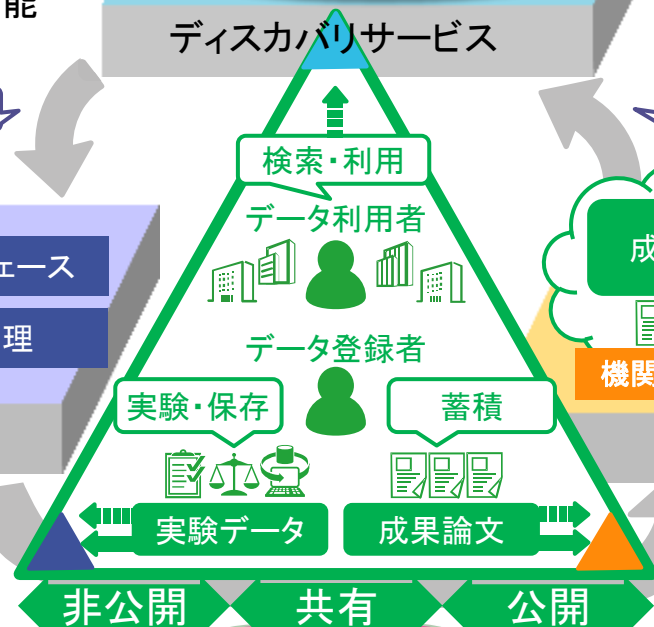 能
ディスカバリサービス
検索・利用
データ利用者
ェース
成
理
データ登録者
機関
実験・保存
蓄積
実験データ
成果論文
非公開
共有
公開